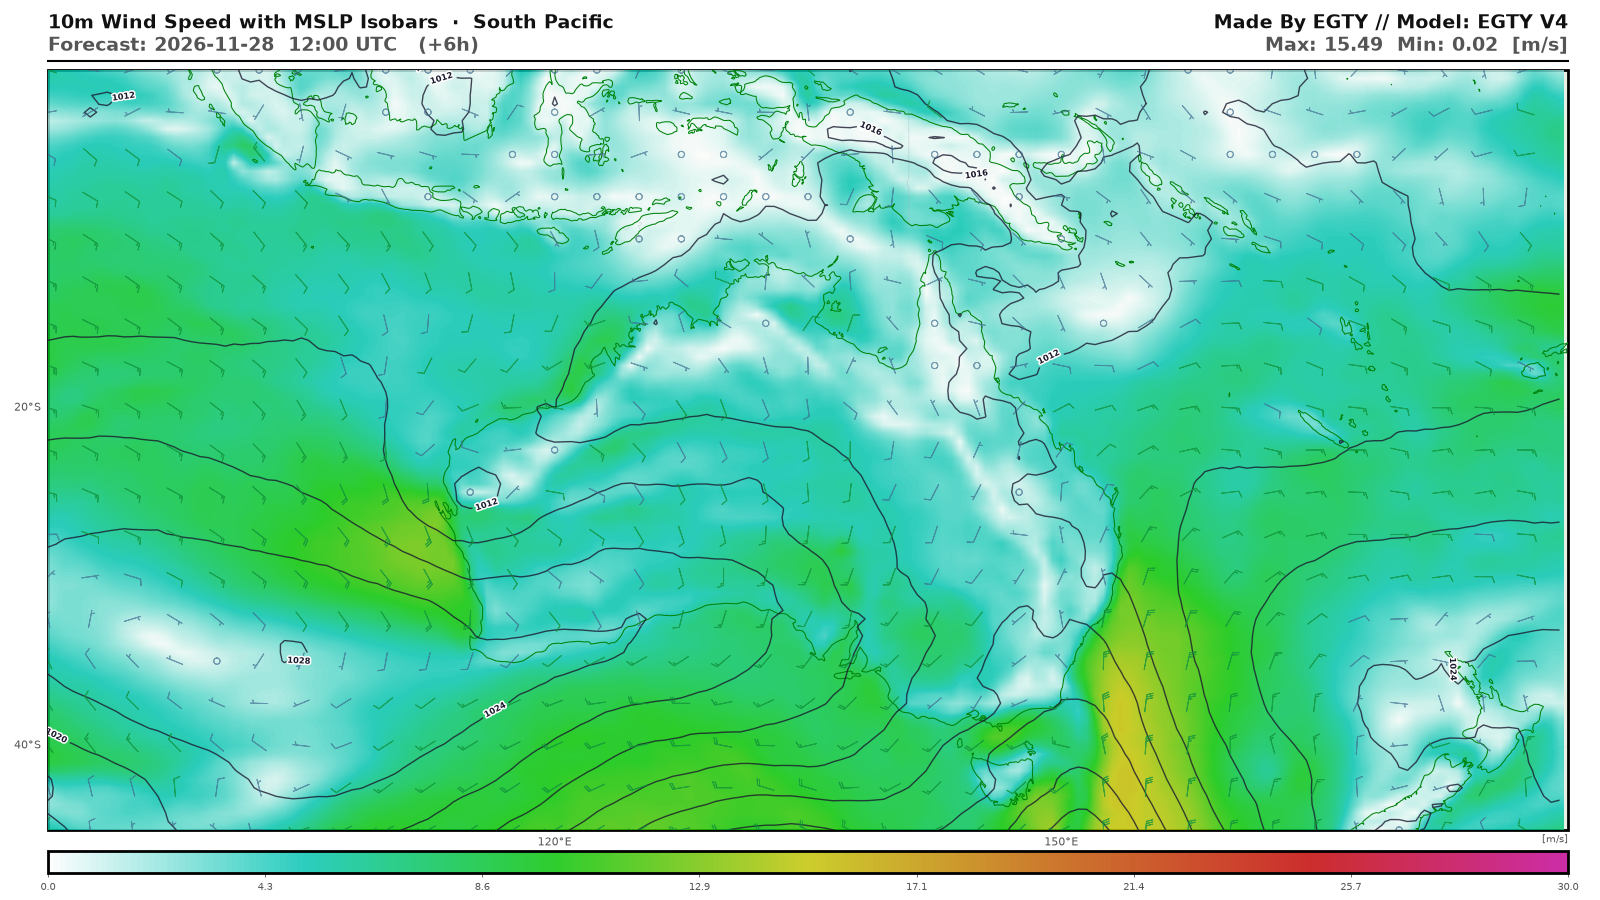 10m Wind Speed with MSLP Isobars · South Pacific
Made By EGTY // Model: EGTY V4
Forecast: 2026-11-28 12:00 UTC (+6h)
Max: 15.49 Min: 0.02 [m/s]
1012
1012
1016
1016
1012
20°S
1012
1028
1024
1024
1020
40°S
120°E
150°E
[m/s]
0.0
4.3
8.6
12.9
17.1
21.4
25.7
30.0